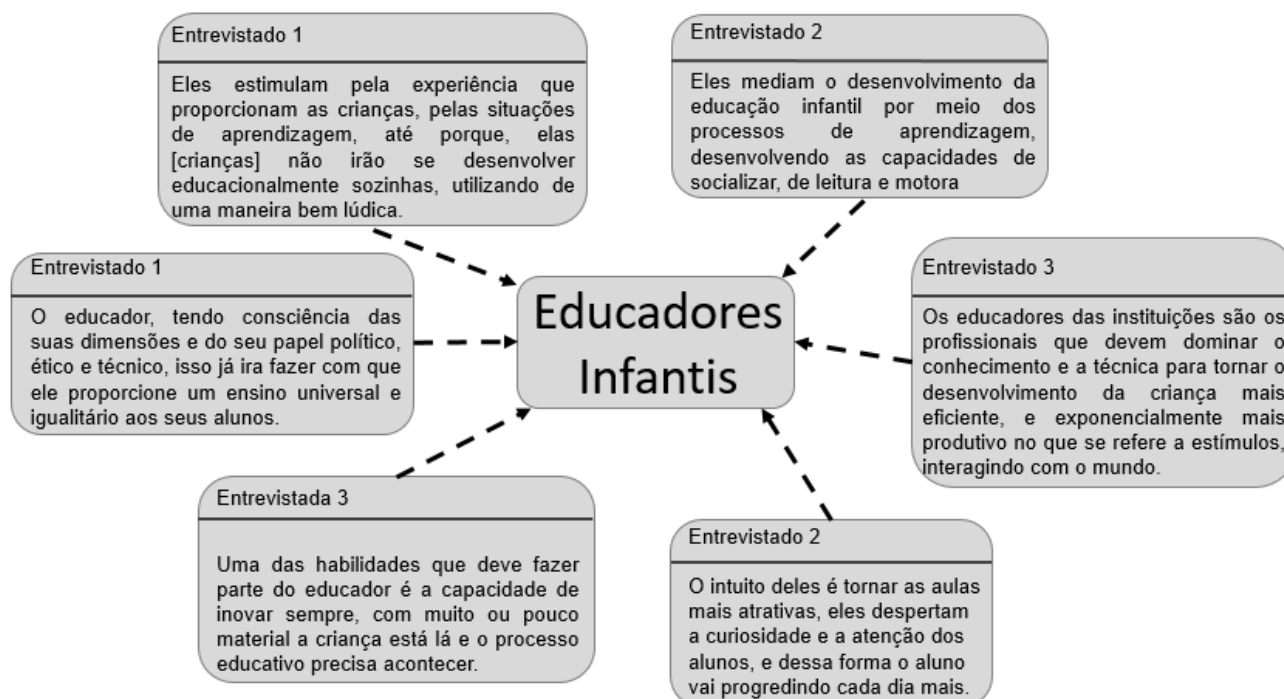 Entrevistado 1
Eles estimulam pela experiência que
proporcionam as crianças, pelas situações
de aprendizagem, até porque, elas
[crianças] não irão se desenvolver
educacionalmente sozinhas, utilizando de
uma maneira bem lúdica.
Entrevistado 2
Eles mediam o desenvolvimento da
educação infantil por meio dos
processos de aprendizagem,
desenvolvendo as capacidades de
socializar, de leitura e motora
Entrevistado 1
O educador, tendo consciência das
suas dimensões e do seu papel político,
ético e técnico, isso já ira fazer com que
ele proporcione um ensino universal e
igualitário aos seus alunos.
Educadores
Infantis
Entrevistado 3
Os educadores das instituições são os
profissionais que devem dominar o
conhecimento e a técnica para tornar o
desenvolvimento da criança mais
eficiente, e exponencialmente mais
produtivo no que se refere a estímulos,
interagindo com o mundo.
Entrevistada 3
Uma das habilidades que deve fazer
parte do educador é a capacidade de
inovar sempre, com muito ou pouco
material a criança está lá e o processo
educativo precisa acontecer.
Entrevistado 2
O intuito deles é tornar as aulas
mais atrativas, eles despertam
a curiosidade e a atenção dos
alunos, e dessa forma o aluno
vai progredindo cada dia mais.